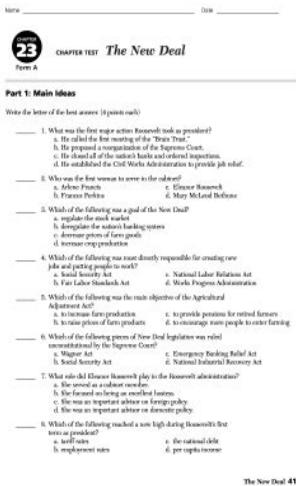 Name
Date
CHAPTER
23
Form A
CHAPTER TEST The New Deal
Part 1: Main Ideas
Write the letter of the best answer. (4 points each)
1. What was the first major action Roosevelt took as president?
a. He called the first meeting of the "Brain Trust."
b. He proposed a reorganization of the Supreme Court.
c. He closed all of the nation's banks and ordered inspections.
d. He established the Civil Works Administration to provide job relief.
2. Who was the first woman to serve in the cabinet?
a. Arlene Francis c. Eleanor Roosevelt
b. Frances Perkins d. Mary McLeod Bethune
3. Which of the following was a goal of the New Deal?
a. regulate the stock market
b. deregulate the nation's banking system
c. decrease prices of farm goods
d. increase crop production
4. Which of the following was most directly responsible for creating new
jobs and putting people to work?
a. Social Security Act c. National Labor Relations Act
b. Fair Labor Standards Act d. Works Progress Administration
5. Which of the following was the main objective of the Agricultural
Adjustment Act?
a. to increase farm production c. to provide pensions for retired farmers
b. to raise prices of farm products d. to encourage more people to enter farming
6. Which of the following pieces of New Deal legislation was ruled
unconstitutional by the Supreme Court?
a. Wagner Act c. Emergency Banking Relief Act
b. Social Security Act d. National Industrial Recovery Act
7. What role did Eleanor Roosevelt play in the Roosevelt administration?
a. She served as a cabinet member.
b. She focused on being an excellent hostess.
c. She was an important advisor on foreign policy.
d. She was an important advisor on domestic policy.
8. Which of the following reached a new high during Roosevelt's first
term as president?
a. tariff rates c. the national debt
b. employment rates d. per capita income
The New Deal 41